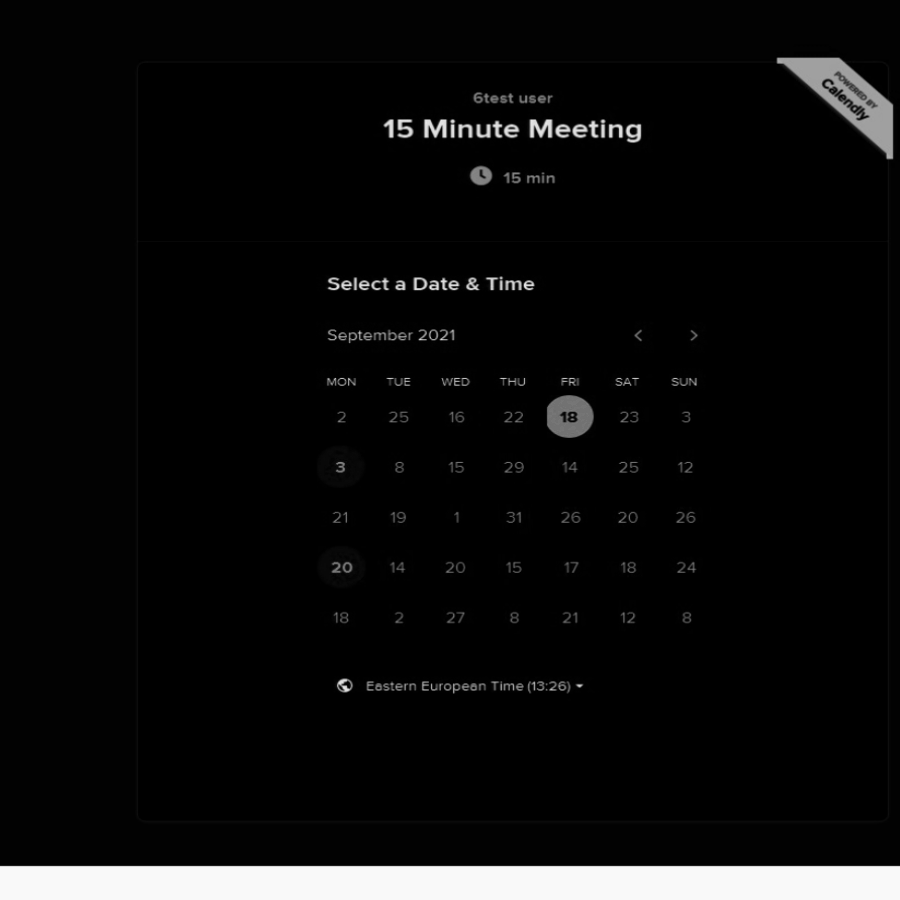 POWERED BY
Calendly
6test user
15 Minute Meeting
15 min
Select a Date & Time
September 2021
MON TUE WED THU FRI SAT SUN
2 25 16 22 18 23 3
3 8 15 29 14 25 12
21 19 1 31 26 20 26
20 14 20 15 17 18 24
18 2 27 8 21 12 8
Eastern European Time (13:26)